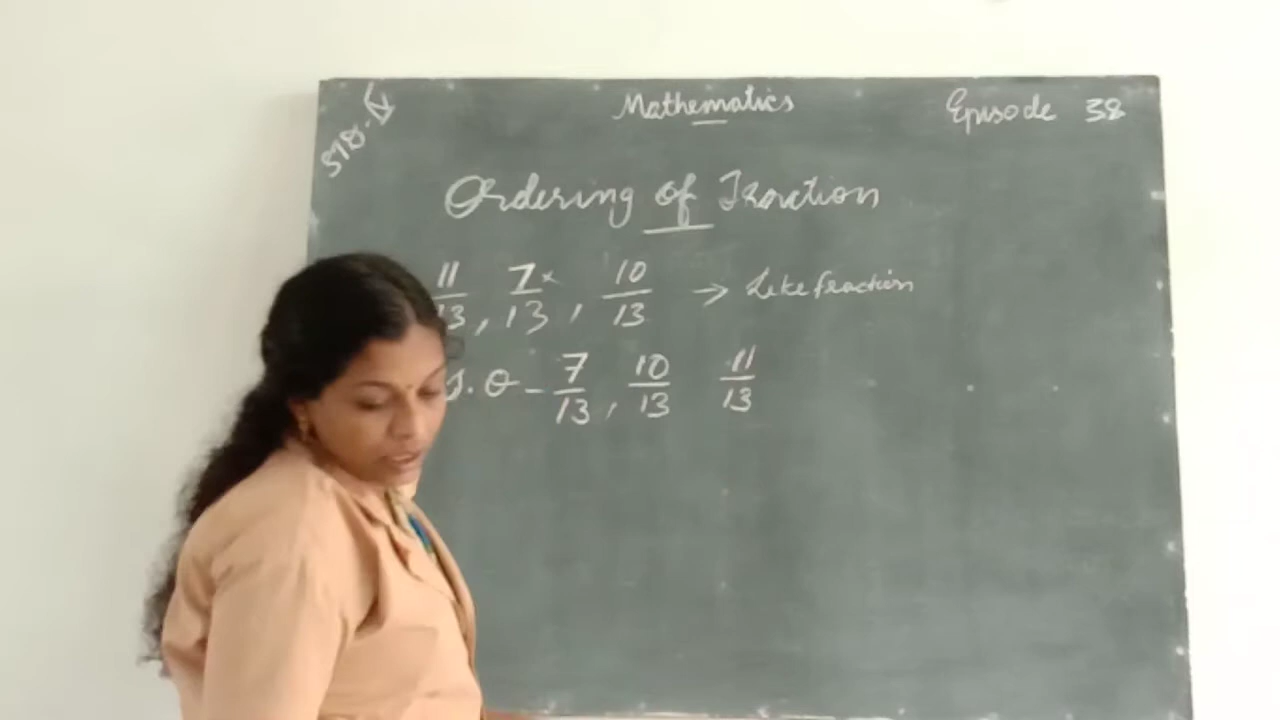 STD. IV
Mathematics
Episode 38
Ordering of Fraction
11/13, 7/13, 10/13 → Like fraction
. O - 7/13, 10/13 11/13